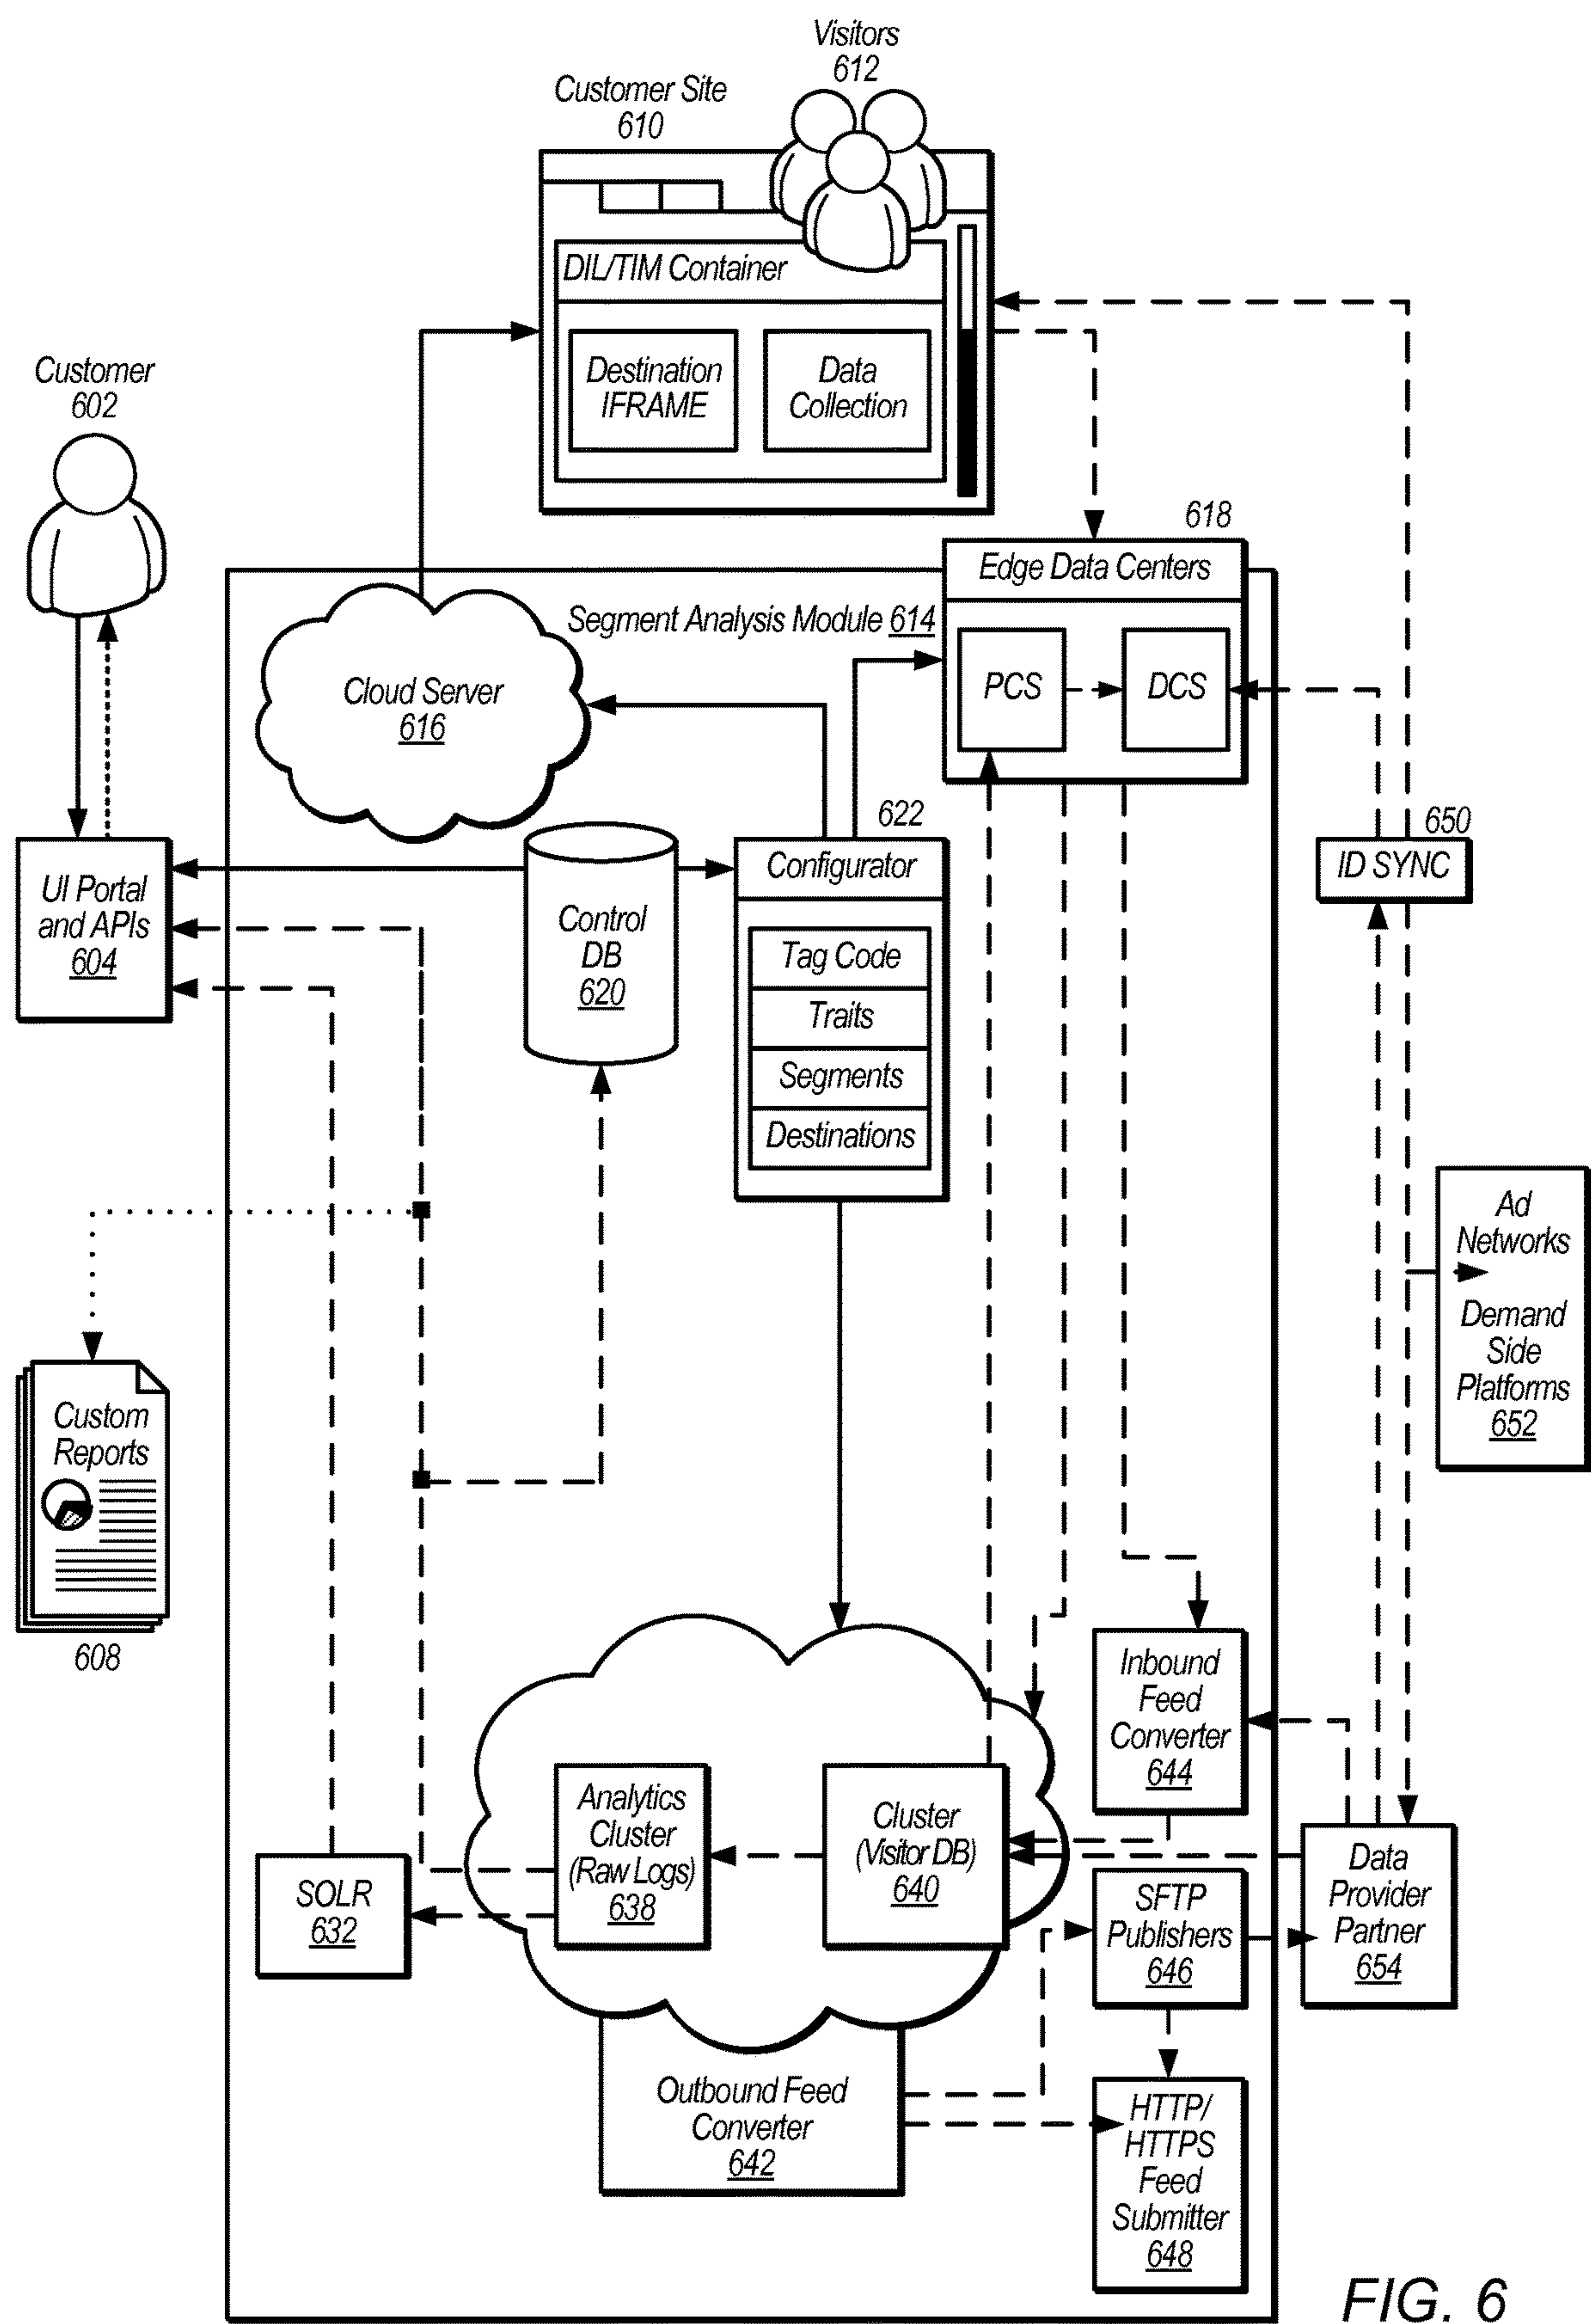 Visitors
612
Customer Site
610
DIL/TIM Container
Destination
IFRAME
Data
Collection
Customer
602
618
Edge Data Centers
Segment Analysis Module 614
PCS
DCS
Cloud Server
616
622
650
Configurator
ID SYNC
UI Portal
and APIs
604
Control
DB
620
Tag Code
Traits
Segments
Destinations
Ad
Networks
Demand
Side
Platforms
652
Custom
Reports
608
Inbound
Feed
Converter
644
Analytics
Cluster
(Raw Logs)
638
Cluster
(Visitor DB)
640
Data
Provider
Partner
654
SOLR
632
SFTP
Publishers
646
Outbound Feed
Converter
642
HTTP/
HTTPS
Feed
Submitter
648
FIG. 6